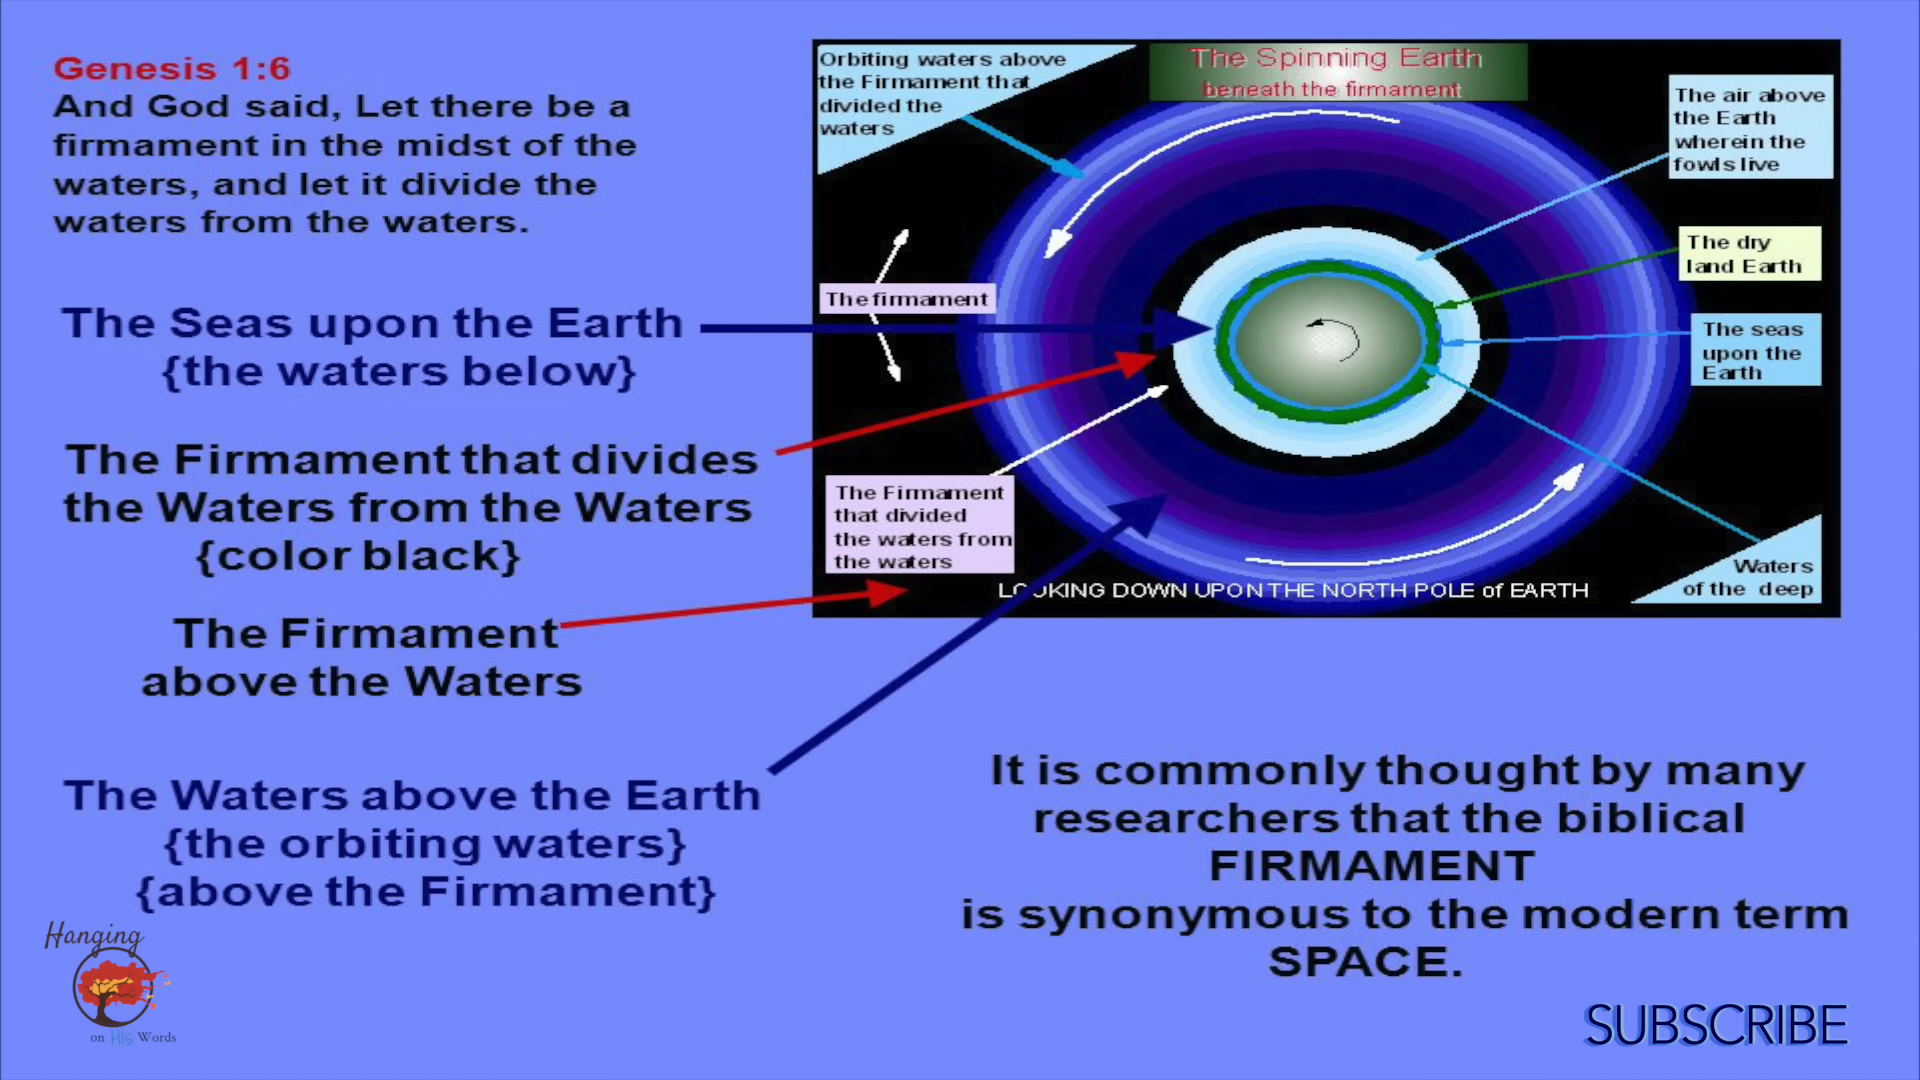 Genesis 1:6
And God said, Let there be a
firmament in the midst of the
waters, and let it divide the
waters from the waters.
The Seas upon the Earth
{the waters below}
The Firmament that divides
the Waters from the Waters
{color black}
The Firmament
above the Waters
The Waters above the Earth
{the orbiting waters}
{above the Firmament}
Orbiting waters above
the Firmament that
divided the
waters
The Spinning Earth
beneath the firmament
The air above
the Earth
wherein the
fowls live
The firmament
The dry
land Earth
The seas
upon the
Earth
The Firmament
that divided
the waters from
the waters
Waters
of the deep
LOOKING DOWN UPON THE NORTH POLE of EARTH
It is commonly thought by many
researchers that the biblical
FIRMAMENT
is synonymous to the modern term
SPACE.
Hanging
on His Words
SUBSCRIBE